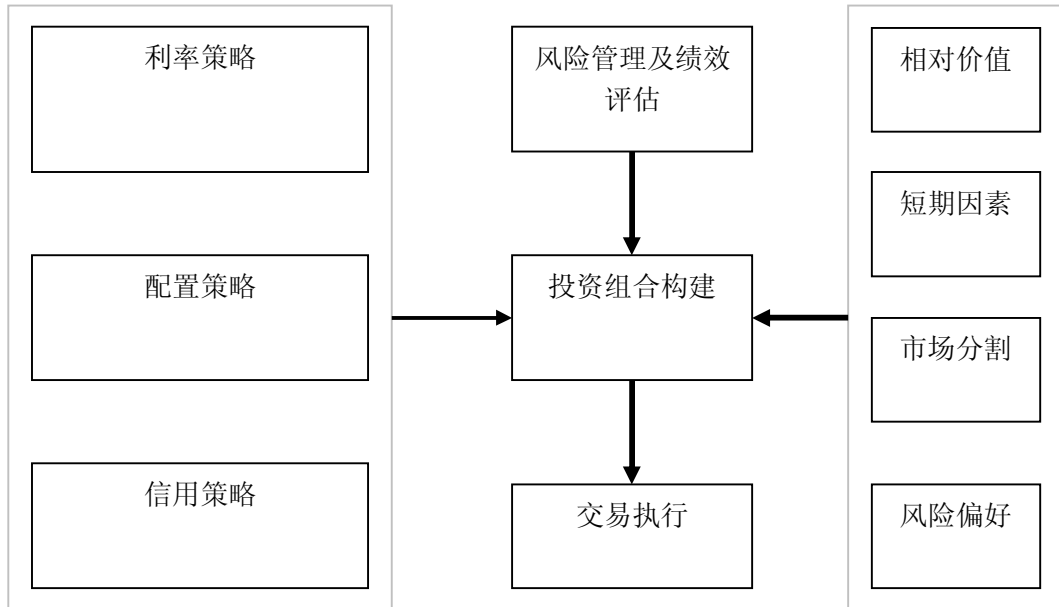 利率策略
配置策略
信用策略
风险管理及绩效
评估
投资组合构建
交易执行
相对价值
短期因素
市场分割
风险偏好